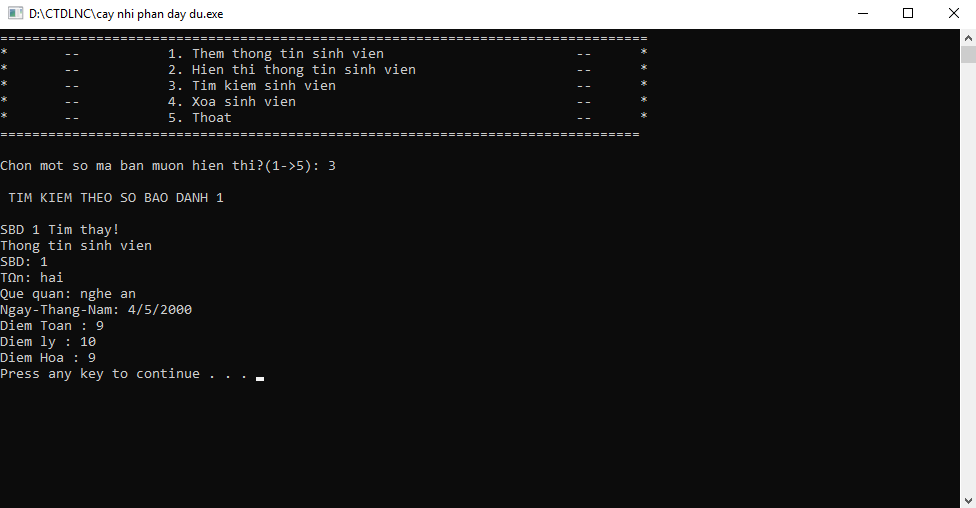 D:\CTDLNC\cay nhi phan day du.exe
=================================================================================
*       --           1. Them thong tin sinh vien                        --      *
*       --           2. Hien thi thong tin sinh vien                    --      *
*       --           3. Tim kiem sinh vien                              --      *
*       --           4. Xoa sinh vien                                   --      *
*       --           5. Thoat                                           --      *
================================================================================
Chon mot so ma ban muon hien thi?(1->5): 3
TIM KIEM THEO SO BAO DANH 1
SBD 1 Tim thay!
Thong tin sinh vien
SBD: 1
TΩn: hai
Que quan: nghe an
Ngay-Thang-Nam: 4/5/2000
Diem Toan : 9
Diem ly : 10
Diem Hoa : 9
Press any key to continue . . .